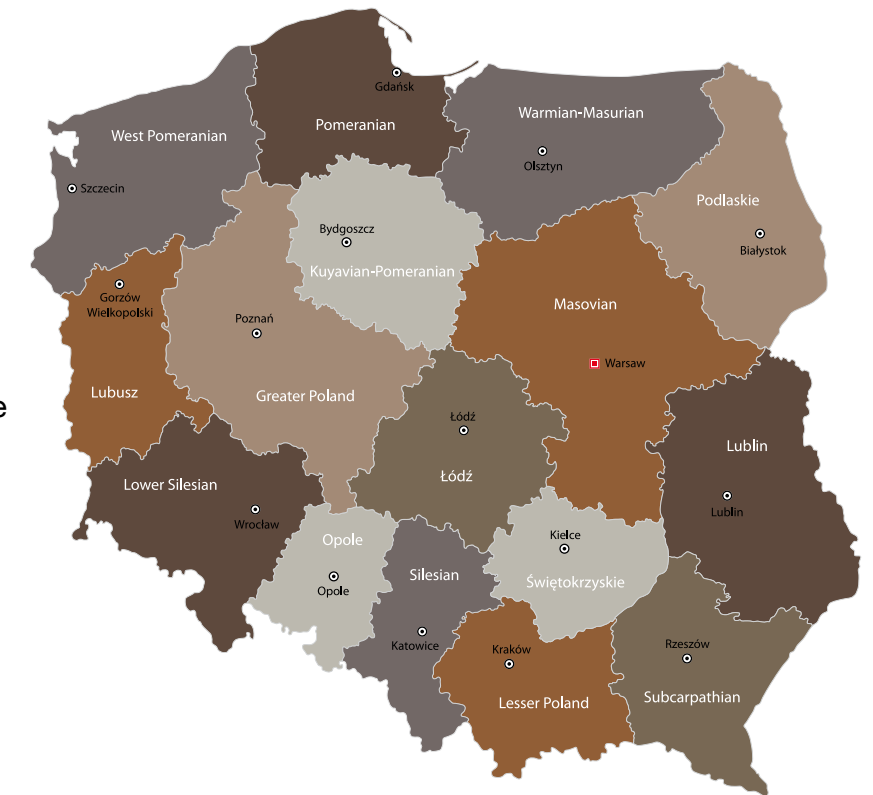 Gdańsk
Pomeranian
West Pomeranian
Szczecin
Warmian-Masurian
Olsztyn
Podlaskie
Białystok
Bydgoszcz
Kuyavian-Pomeranian
Gorzów
Wielkopolski
Lubusz
Poznań
Greater Poland
Masovian
Warsaw
e
Łódź
Łódź
Lublin
Lublin
Lower Silesian
Wrocław
Opole
Opole
Silesian
Katowice
Kielce
Świętokrzyskie
Kraków
Lesser Poland
Rzeszów
Subcarpathian